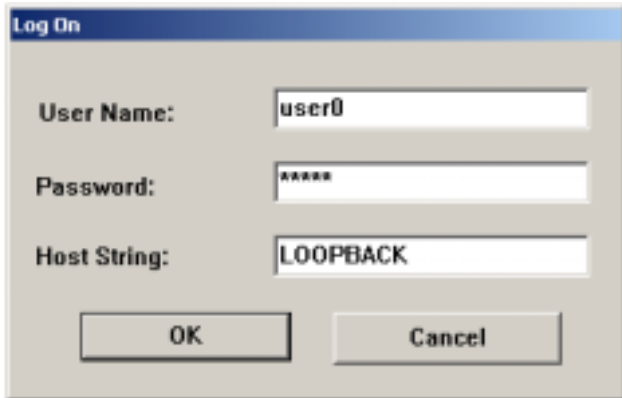 Log On
User Name: user0
Password: *****
Host String: LOOPBACK
OK Cancel